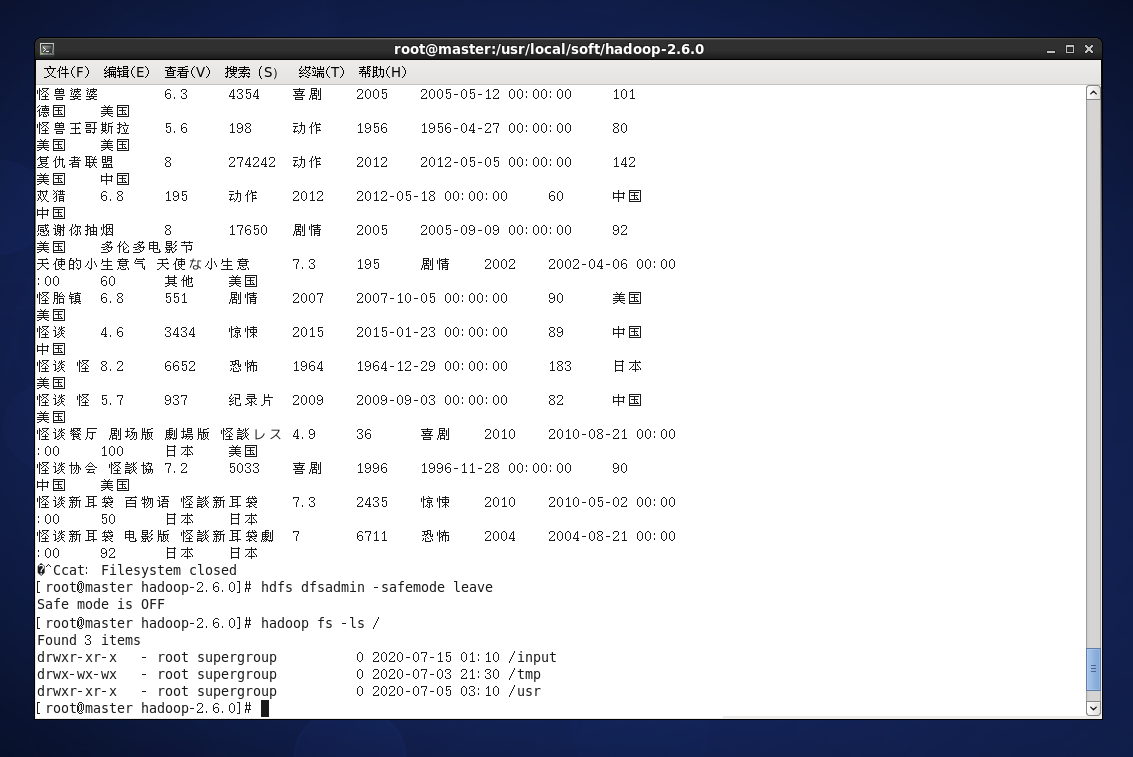 root@master:/usr/local/soft/hadoop-2.6.0
文件(F) 编辑(E) 查看(V) 搜索 (S) 终端(T) 帮助(H)
怪兽婆婆 6.3 4354 喜剧 2005 2005-05-12 00:00:00 101
德国 美国
怪兽王哥斯拉 5.6 198 动作 1956 1956-04-27 00:00:00 80
美国 美国
复仇者联盟 8 274242 动作 2012 2012-05-05 00:00:00 142
美国 中国
双猎 6.8 195 动作 2012 2012-05-18 00:00:00 60 中国
中国
感谢你抽烟 8 17650 剧情 2005 2005-09-09 00:00:00 92
美国 多伦多电影节
天使的小生意气 天使な小生意 7.3 195 剧情 2002 2002-04-06 00:00
:00 60 其他 美国
怪胎镇 6.8 551 剧情 2007 2007-10-05 00:00:00 90 美国
美国
怪谈 4.6 3434 惊悚 2015 2015-01-23 00:00:00 89 中国
中国
怪谈 怪 8.2 6652 恐怖 1964 1964-12-29 00:00:00 183 日本
美国
怪谈 怪 5.7 937 纪录片 2009 2009-09-03 00:00:00 82 中国
美国
怪谈餐厅 剧场版 劇場版 怪談レス 4.9 36 喜剧 2010 2010-08-21 00:00
:00 100 日本 美国
怪谈协会 怪談協 7.2 5033 喜剧 1996 1996-11-28 00:00:00 90
中国 美国
怪谈新耳袋 百物语 怪談新耳袋 7.3 2435 惊悚 2010 2010-05-02 00:00
:00 50 日本 日本
怪谈新耳袋 电影版 怪談新耳袋劇 7 6711 恐怖 2004 2004-08-21 00:00
:00 92 日本 日本
�^Ccat: Filesystem closed
[root@master hadoop-2.6.0]# hdfs dfsadmin -safemode leave
Safe mode is OFF
[root@master hadoop-2.6.0]# hadoop fs -ls /
Found 3 items
drwxr-xr-x - root supergroup 0 2020-07-15 01:10 /input
drwx-wx-wx - root supergroup 0 2020-07-03 21:30 /tmp
drwxr-xr-x - root supergroup 0 2020-07-05 03:10 /usr
[root@master hadoop-2.6.0]#